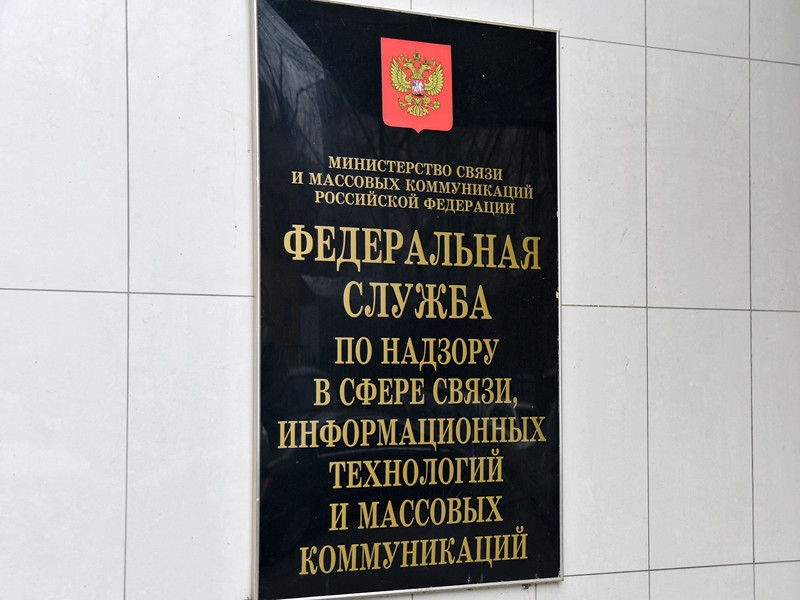 МИНИСТЕРСТВО СВЯЗИ
И МАССОВЫХ КОММУНИКАЦИЙ
РОССИЙСКОЙ ФЕДЕРАЦИИ
ФЕДЕРАЛЬНАЯ
СЛУЖБА
ПО НАДЗОРУ
В СФЕРЕ СВЯЗИ,
ИНФОРМАЦИОННЫХ
ТЕХНОЛОГИЙ
И МАССОВЫХ
КОММУНИКАЦИЙ